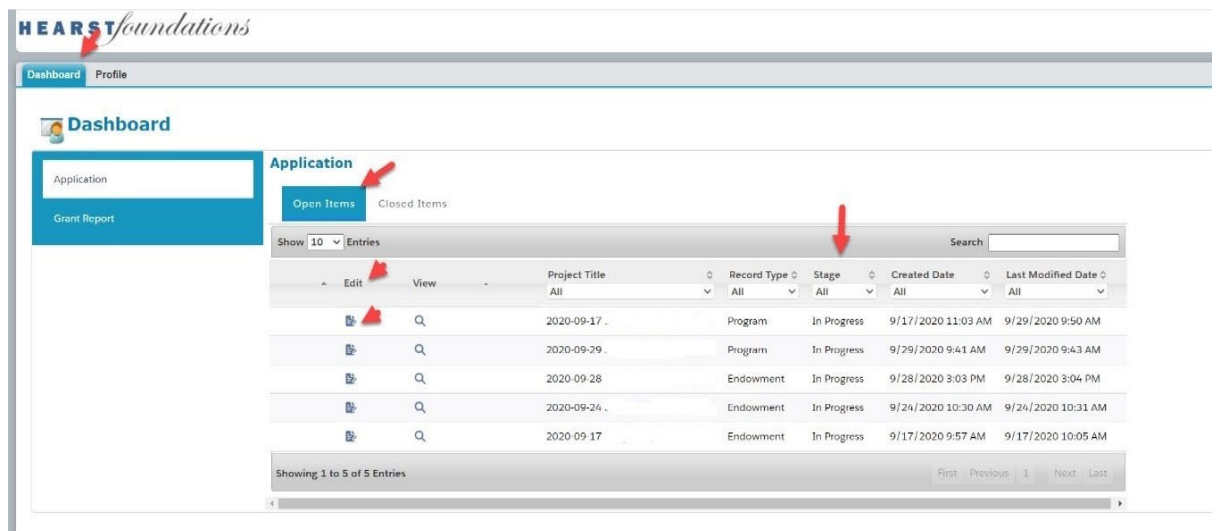 HEARST foundations
Dashboard Profile
Dashboard
Application
Grant Report
Application
Open Items Closed Items
Show 10 Entries Search
Edit View - Project Title Record Type Stage Created Date Last Modified Date
All All All All All
2020-09-17 . Program In Progress 9/17/2020 11:03 AM 9/29/2020 9:50 AM
2020-09-29 . Program In Progress 9/29/2020 9:41 AM 9/29/2020 9:43 AM
2020-09-28 Endowment In Progress 9/28/2020 3:03 PM 9/28/2020 3:04 PM
2020-09-24 . Endowment In Progress 9/24/2020 10:30 AM 9/24/2020 10:31 AM
2020-09-17 Endowment In Progress 9/17/2020 9:57 AM 9/17/2020 10:05 AM
Showing 1 to 5 of 5 Entries First Previous 1 Next Last